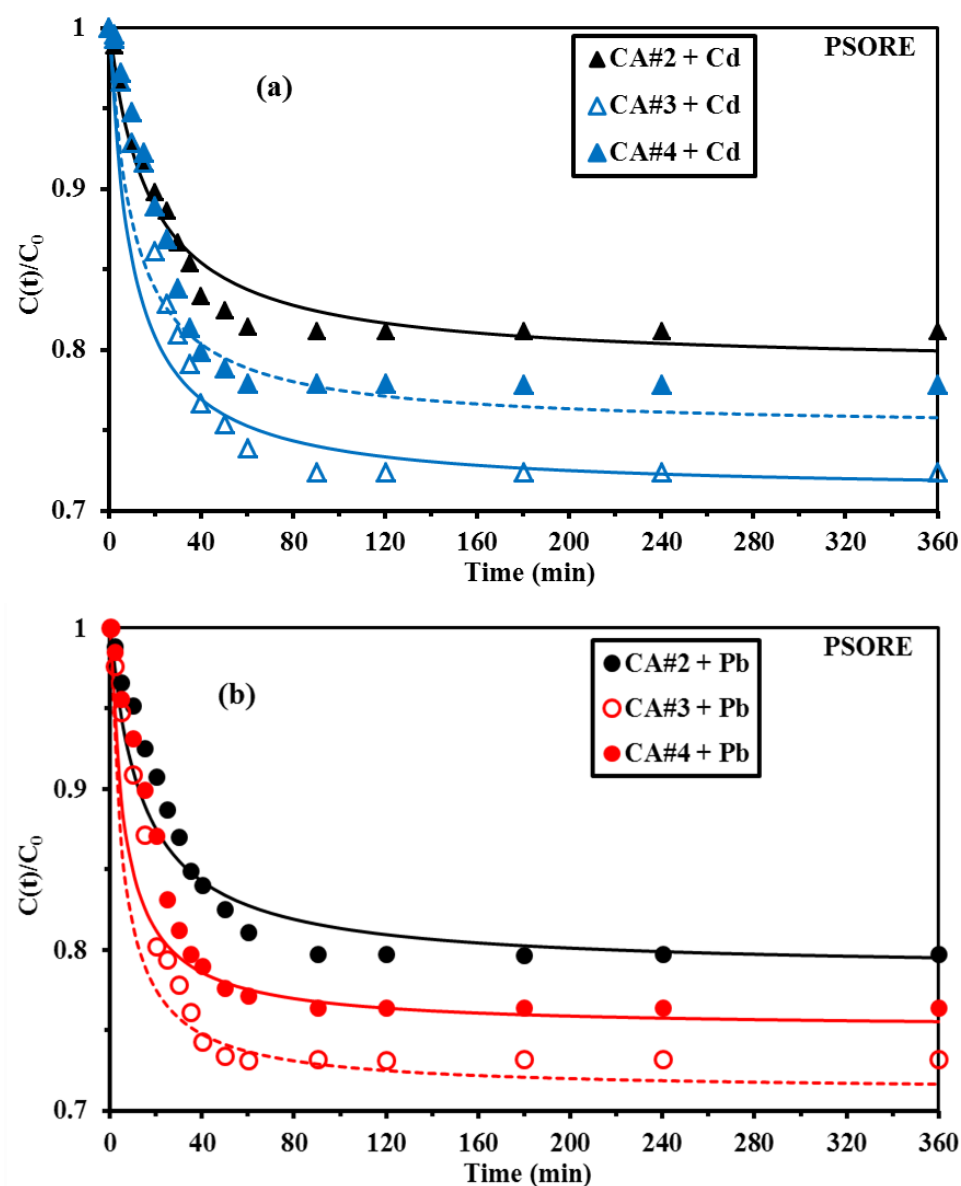 1
PSORE
(a)
CA#2 + Cd
CA#3 + Cd
CA#4 + Cd
0.9
C(t)/C₀
0.8
0.7
0 40 80 120 160 200 240 280 320 360
Time (min)
1
PSORE
(b)
CA#2 + Pb
CA#3 + Pb
CA#4 + Pb
0.9
C(t)/C₀
0.8
0.7
0 40 80 120 160 200 240 280 320 360
Time (min)